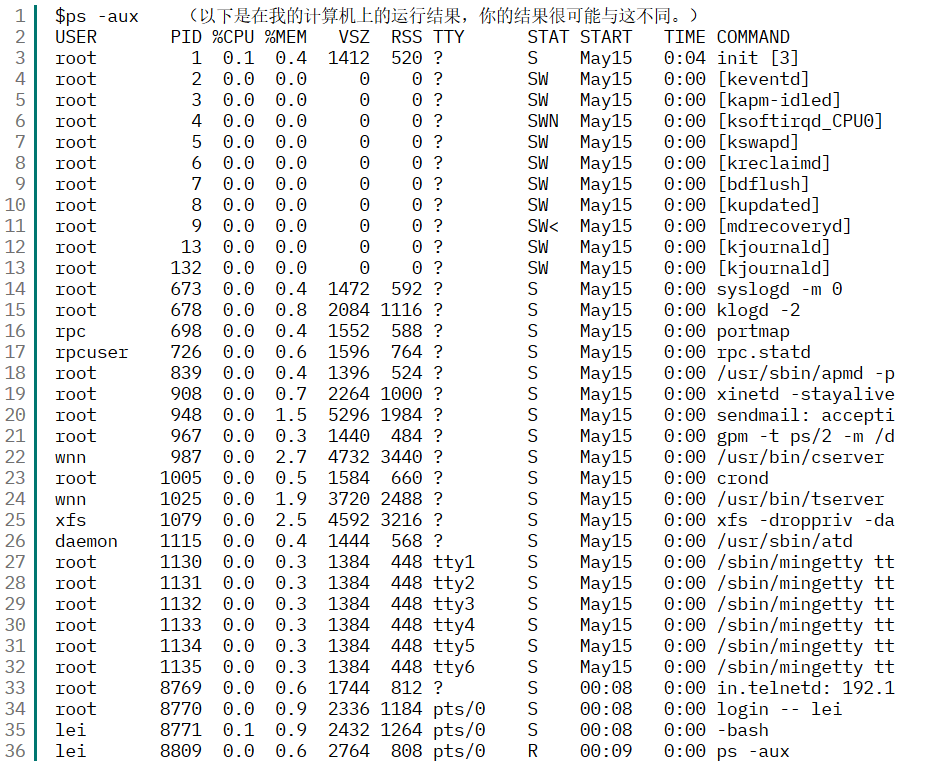 1 $ps -aux （以下是在我的计算机上的运行结果，你的结果很可能与这不同。）
2 USER PID %CPU %MEM VSZ RSS TTY STAT START TIME COMMAND
3 root 1 0.1 0.4 1412 520 ? S May15 0:04 init [3]
4 root 2 0.0 0.0 0 0 ? SW May15 0:00 [keventd]
5 root 3 0.0 0.0 0 0 ? SW May15 0:00 [kapm-idled]
6 root 4 0.0 0.0 0 0 ? SWN May15 0:00 [ksoftirqd_CPU0]
7 root 5 0.0 0.0 0 0 ? SW May15 0:00 [kswapd]
8 root 6 0.0 0.0 0 0 ? SW May15 0:00 [kreclaimd]
9 root 7 0.0 0.0 0 0 ? SW May15 0:00 [bdflush]
10 root 8 0.0 0.0 0 0 ? SW May15 0:00 [kupdated]
11 root 9 0.0 0.0 0 0 ? SW< May15 0:00 [mdrecoveryd]
12 root 13 0.0 0.0 0 0 ? SW May15 0:00 [kjournald]
13 root 132 0.0 0.0 0 0 ? SW May15 0:00 [kjournald]
14 root 673 0.0 0.4 1472 592 ? S May15 0:00 syslogd -m 0
15 root 678 0.0 0.8 2084 1116 ? S May15 0:00 klogd -2
16 rpc 698 0.0 0.4 1552 588 ? S May15 0:00 portmap
17 rpcuser 726 0.0 0.6 1596 764 ? S May15 0:00 rpc.statd
18 root 839 0.0 0.4 1396 524 ? S May15 0:00 /usr/sbin/apmd -p
19 root 908 0.0 0.7 2264 1000 ? S May15 0:00 xinetd -stayalive
20 root 948 0.0 1.5 5296 1984 ? S May15 0:00 sendmail: accepti
21 root 967 0.0 0.3 1440 484 ? S May15 0:00 gpm -t ps/2 -m /d
22 wnn 987 0.0 2.7 4732 3440 ? S May15 0:00 /usr/bin/cserver
23 root 1005 0.0 0.5 1584 660 ? S May15 0:00 crond
24 wnn 1025 0.0 1.9 3720 2488 ? S May15 0:00 /usr/bin/tserver
25 xfs 1079 0.0 2.5 4592 3216 ? S May15 0:00 xfs -droppriv -da
26 daemon 1115 0.0 0.4 1444 568 ? S May15 0:00 /usr/sbin/atd
27 root 1130 0.0 0.3 1384 448 tty1 S May15 0:00 /sbin/mingetty tt
28 root 1131 0.0 0.3 1384 448 tty2 S May15 0:00 /sbin/mingetty tt
29 root 1132 0.0 0.3 1384 448 tty3 S May15 0:00 /sbin/mingetty tt
30 root 1133 0.0 0.3 1384 448 tty4 S May15 0:00 /sbin/mingetty tt
31 root 1134 0.0 0.3 1384 448 tty5 S May15 0:00 /sbin/mingetty tt
32 root 1135 0.0 0.3 1384 448 tty6 S May15 0:00 /sbin/mingetty tt
33 root 8769 0.0 0.6 1744 812 ? S 00:08 0:00 in.telnetd: 192.1
34 root 8770 0.0 0.9 2336 1184 pts/0 S 00:08 0:00 login -- lei
35 lei 8771 0.1 0.9 2432 1264 pts/0 S 00:08 0:00 -bash
36 lei 8809 0.0 0.6 2764 808 pts/0 R 00:09 0:00 ps -aux